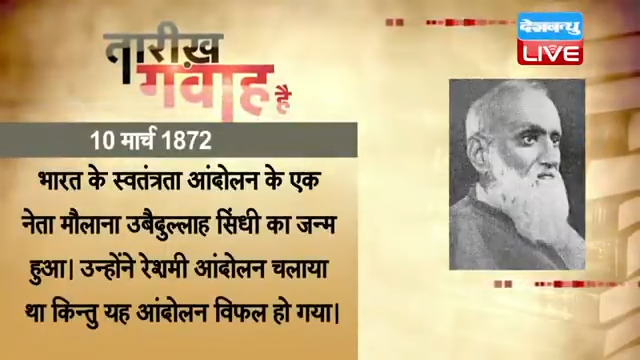 देशबन्धु
LIVE
तारीख़
गवाह है
10 मार्च 1872
भारत के स्वतंत्रता आंदोलन के एक
नेता मौलाना उबैदुल्लाह सिंधी का जन्म
हुआ। उन्होंने रेशमी आंदोलन चलाया
था किन्तु यह आंदोलन विफल हो गया।